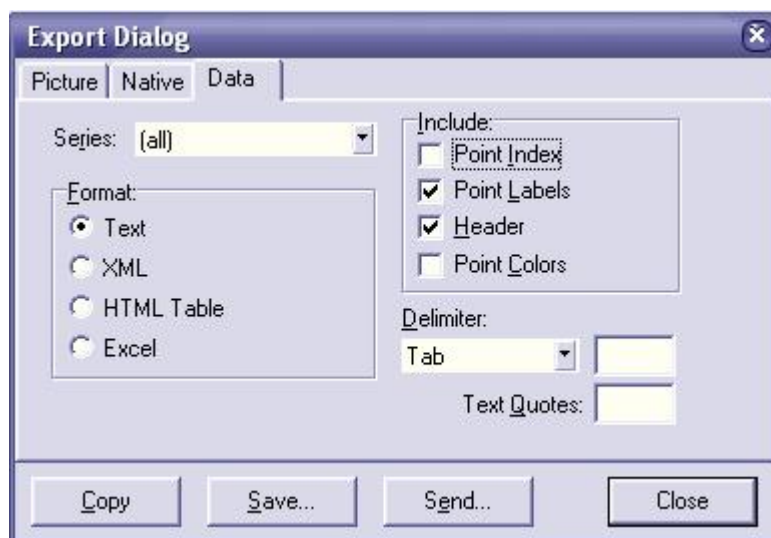 Export Dialog
Picture Native Data
Series: (all)
Format:
Text
XML
HTML Table
Excel
Include:
Point Index
Point Labels
Header
Point Colors
Delimiter:
Tab
Text Quotes:
Copy Save... Send... Close